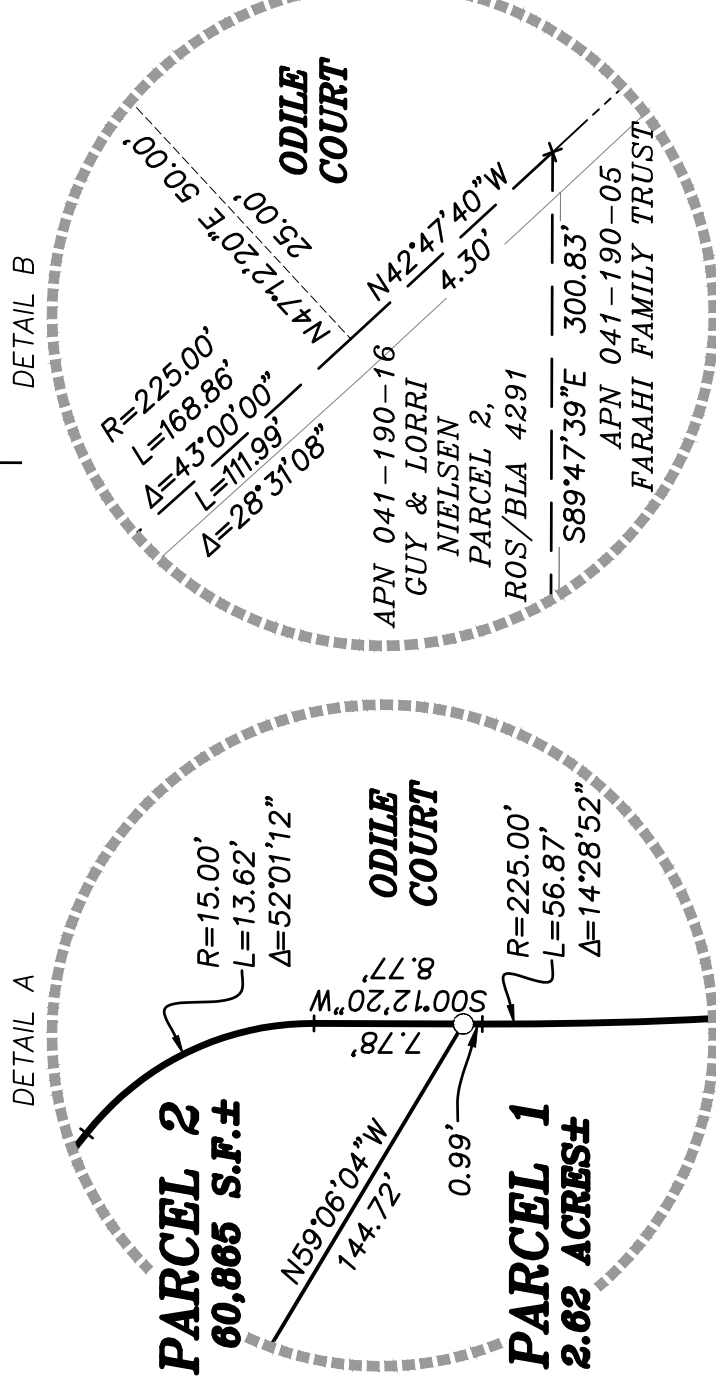 DETAIL A
R=15.00'
L=13.62'
Δ=52°01'12"
PARCEL 2
60,865 S.F.±
ODILE
COURT
8.77'
S00°12'20"W
7.78'
N59°06'04"W
144.72'
0.99'
R=225.00'
L=56.87'
Δ=14°28'52"
PARCEL 1
2.62 ACRES±
DETAIL B
N47°12'20"E 50.00'
25.00'
ODILE
COURT
R=225.00'
L=168.86'
Δ=43°00'00"
L=111.99'
Δ=28°31'08"
N42°47'40"W
4.30'
APN 041-190-16
GUY & LORRI
NIELSEN
PARCEL 2,
ROS/BLA 4291
S89°47'39"E 300.83'
APN 041-190-05
FARAHI FAMILY TRUST